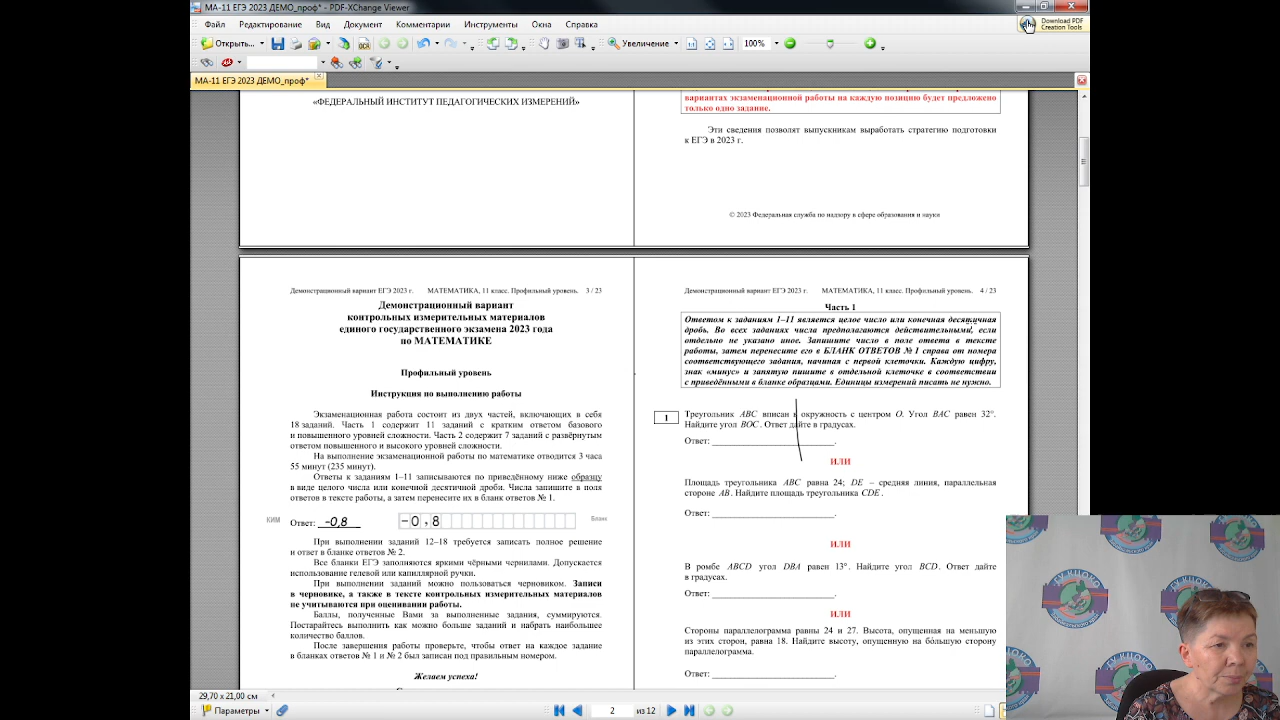 МА-11 ЕГЭ 2023 ДЕМО_проф* - PDF-XChange Viewer
Файл Редактирование Вид Документ Комментарии Инструменты Окна Справка
Download PDF
Creation Tools
Открыть...
OCR
Увеличение
100%
МА-11 ЕГЭ 2023 ДЕМО_проф*
«ФЕДЕРАЛЬНЫЙ ИНСТИТУТ ПЕДАГОГИЧЕСКИХ ИЗМЕРЕНИЙ»
вариантах экзаменационной работы на каждую позицию будет предложено
только одно задание.
Эти сведения позволят выпускникам выработать стратегию подготовки
к ЕГЭ в 2023 г.
© 2023 Федеральная служба по надзору в сфере образования и науки
Демонстрационный вариант ЕГЭ 2023 г. МАТЕМАТИКА, 11 класс. Профильный уровень. 3 / 23
Демонстрационный вариант
контрольных измерительных материалов
единого государственного экзамена 2023 года
по МАТЕМАТИКЕ
Профильный уровень
Инструкция по выполнению работы
Экзаменационная работа состоит из двух частей, включающих в себя
18 заданий. Часть 1 содержит 11 заданий с кратким ответом базового
и повышенного уровней сложности. Часть 2 содержит 7 заданий с развёрнутым
ответом повышенного и высокого уровней сложности.
На выполнение экзаменационной работы по математике отводится 3 часа
55 минут (235 минут).
Ответы к заданиям 1–11 записываются по приведённому ниже образцу
в виде целого числа или конечной десятичной дроби. Числа запишите в поля
ответов в тексте работы, а затем перенесите их в бланк ответов № 1.
КИМ Ответ: -0,8 -0,8 Бланк
При выполнении заданий 12–18 требуется записать полное решение
и ответ в бланке ответов № 2.
Все бланки ЕГЭ заполняются яркими чёрными чернилами. Допускается
использование гелевой или капиллярной ручки.
При выполнении заданий можно пользоваться черновиком. Записи
в черновике, а также в тексте контрольных измерительных материалов
не учитываются при оценивании работы.
Баллы, полученные Вами за выполненные задания, суммируются.
Постарайтесь выполнить как можно больше заданий и набрать наибольшее
количество баллов.
После завершения работы проверьте, чтобы ответ на каждое задание
в бланках ответов № 1 и № 2 был записан под правильным номером.
Желаем успеха!
Демонстрационный вариант ЕГЭ 2023 г. МАТЕМАТИКА, 11 класс. Профильный уровень. 4 / 23
Часть 1
Ответом к заданиям 1–11 является целое число или конечная десятичная
дробь. Во всех заданиях числа предполагаются действительными, если
отдельно не указано иное. Запишите число в поле ответа в тексте
работы, затем перенесите его в БЛАНК ОТВЕТОВ № 1 справа от номера
соответствующего задания, начиная с первой клеточки. Каждую цифру,
знак «минус» и запятую пишите в отдельной клеточке в соответствии
с приведёнными в бланке образцами. Единицы измерений писать не нужно.
1 Треугольник ABC вписан в окружность с центром O. Угол BAC равен 32°.
Найдите угол BOC. Ответ дайте в градусах.
Ответ: ___________________________.
ИЛИ
Площадь треугольника ABC равна 24; DE – средняя линия, параллельная
стороне AB. Найдите площадь треугольника CDE.
Ответ: ___________________________.
ИЛИ
В ромбе ABCD угол DBA равен 13°. Найдите угол BCD. Ответ дайте
в градусах.
Ответ: ___________________________.
ИЛИ
Стороны параллелограмма равны 24 и 27. Высота, опущенная на меньшую
из этих сторон, равна 18. Найдите высоту, опущенную на бо́льшую сторону
параллелограмма.
Ответ: ___________________________.
29,70 x 21,00 см
Параметры
2 из 12